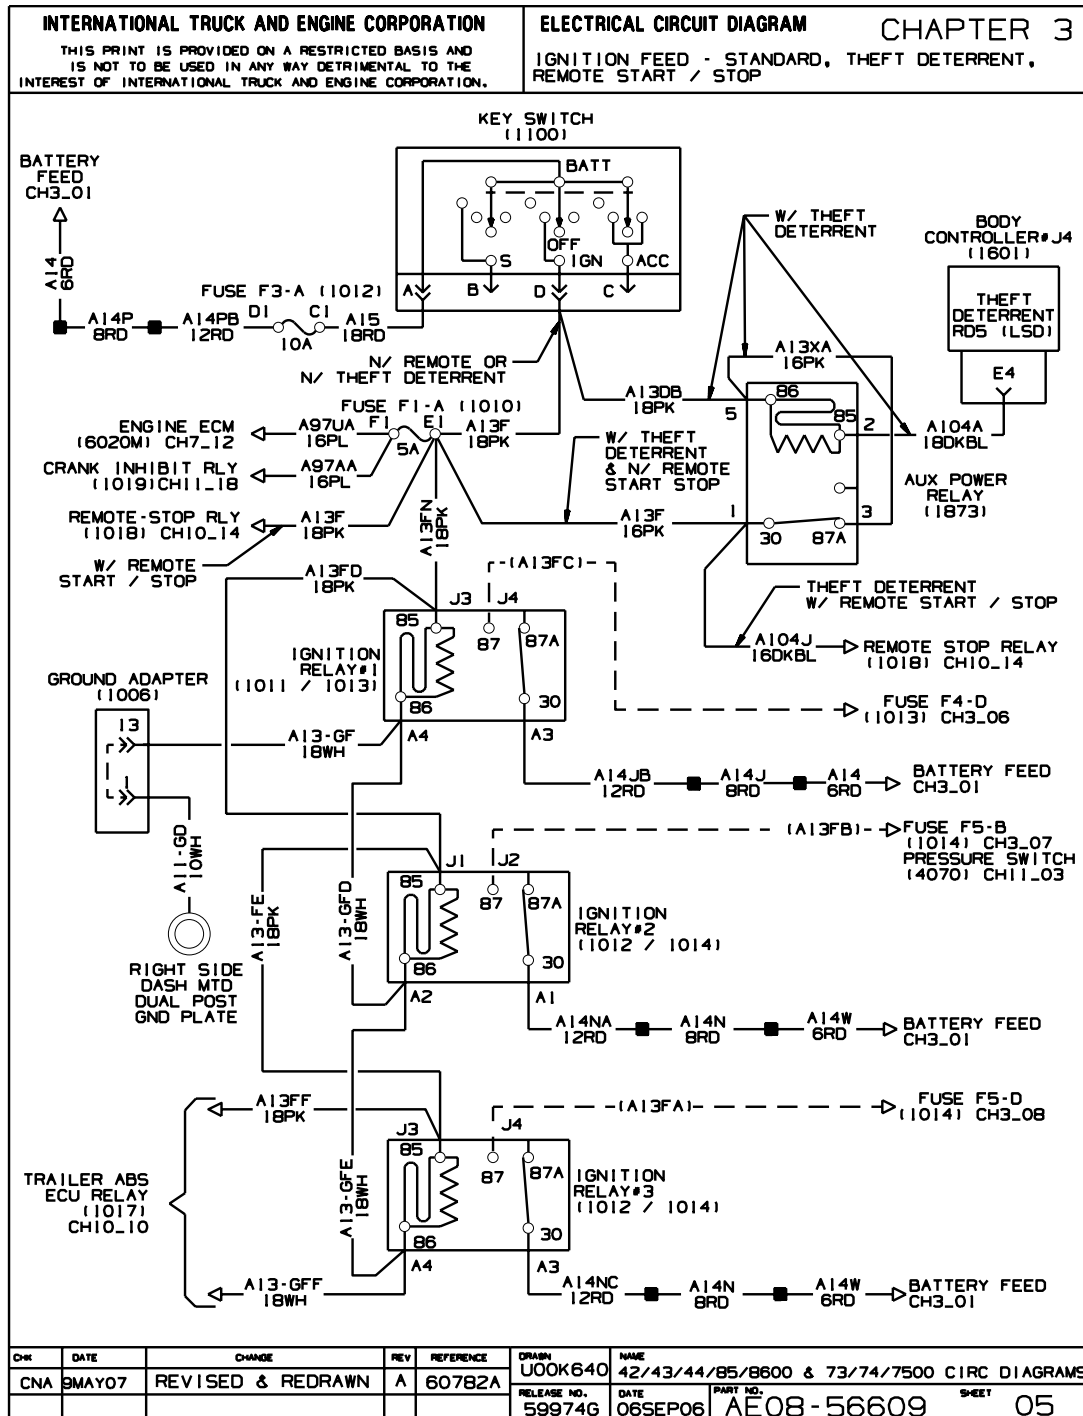 INTERNATIONAL TRUCK AND ENGINE CORPORATION
THIS PRINT IS PROVIDED ON A RESTRICTED BASIS AND
IS NOT TO BE USED IN ANY WAY DETRIMENTAL TO THE
INTEREST OF INTERNATIONAL TRUCK AND ENGINE CORPORATION.
ELECTRICAL CIRCUIT DIAGRAM
CHAPTER 3
IGNITION FEED - STANDARD, THEFT DETERRENT,
REMOTE START / STOP
KEY SWITCH
(1100)
BATTERY
FEED
CH3_01
BATT
OFF
S
IGN
ACC
A
B
D
C
W/ THEFT
DETERRENT
BODY
CONTROLLER#J4
(1601)
THEFT
DETERRENT
RD5 (LSD)
E4
A14
6RD
FUSE F3-A (1012)
A14P
8RD
A14PB
12RD
D1
C1
10A
A15
18RD
N/ REMOTE OR
N/ THEFT DETERRENT
A13XA
16PK
A13DB
18PK
86
5
85
2
A104A
18DKBL
FUSE F1-A (1010)
ENGINE ECM
(6020M) CH7_12
A97UA
16PL
F1
E1
5A
A13F
18PK
CRANK INHIBIT RLY
(1019)CH11_18
A97AA
16PL
W/ THEFT
DETERRENT
& N/ REMOTE
START STOP
AUX POWER
RELAY
(1873)
REMOTE-STOP RLY
(1018) CH10_14
A13F
18PK
A13FN
18PK
A13F
16PK
1
3
30
87A
W/ REMOTE
START / STOP
A13FD
18PK
(A13FC)
THEFT DETERRENT
W/ REMOTE START / STOP
J3
J4
85
87
87A
A104J
16DKBL
REMOTE STOP RELAY
(1018) CH10_14
IGNITION
RELAY#1
(1011 / 1013)
86
30
FUSE F4-D
(1013) CH3_06
GROUND ADAPTER
(1006)
13
1
A13-GF
18WH
A4
A3
A14JB
12RD
A14J
8RD
A14
6RD
BATTERY FEED
CH3_01
A11-GD
10WH
(A13FB)
FUSE F5-B
(1014) CH3_07
PRESSURE SWITCH
(4070) CH11_03
J1
J2
85
87
87A
A13-FE
18PK
A13-GFD
18WH
IGNITION
RELAY#2
(1012 / 1014)
86
30
RIGHT SIDE
DASH MTD
DUAL POST
GND PLATE
A2
A1
A14NA
12RD
A14N
8RD
A14W
6RD
BATTERY FEED
CH3_01
A13FF
18PK
(A13FA)
FUSE F5-D
(1014) CH3_08
J3
J4
85
87
87A
TRAILER ABS
ECU RELAY
(1017)
CH10_10
A13-GFE
18WH
IGNITION
RELAY#3
(1012 / 1014)
86
30
A4
A3
A13-GFF
18WH
A14NC
12RD
A14N
8RD
A14W
6RD
BATTERY FEED
CH3_01
CHK DATE CHANGE REV REFERENCE
CNA 9MAY07 REVISED & REDRAWN A 60782A
DRAWN
U00K640
NAME
42/43/44/85/8600 & 73/74/7500 CIRC DIAGRAMS
RELEASE NO.
59974G
DATE
06SEP06
PART NO.
AE08-56609
SHEET
05